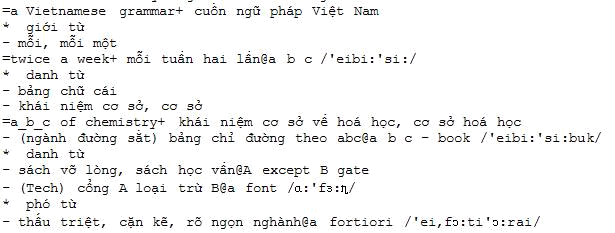 =a Vietnamese grammar+ cuốn ngữ pháp Việt Nam
* giới từ
- mỗi, mỗi một
=twice a week+ mỗi tuần hai lần@a b c /'eibi:'si:/
* danh từ
- bảng chữ cái
- khái niệm cơ sở, cơ sở
=a_b_c of chemistry+ khái niệm cơ sở về hoá học, cơ sở hoá học
- (ngành đường sắt) bảng chỉ đường theo abc@a b c - book /'eibi:'si:buk/
* danh từ
- sách vỡ lòng, sách học vần@A except B gate
- (Tech) cổng A loại trừ B@a font /ɑ:'fɜ:ɳ/
* phó từ
- thấu triệt, cặn kẽ, rõ ngọn nghành@a fortiori /'ei,fɔ:ti'ɔ:rai/